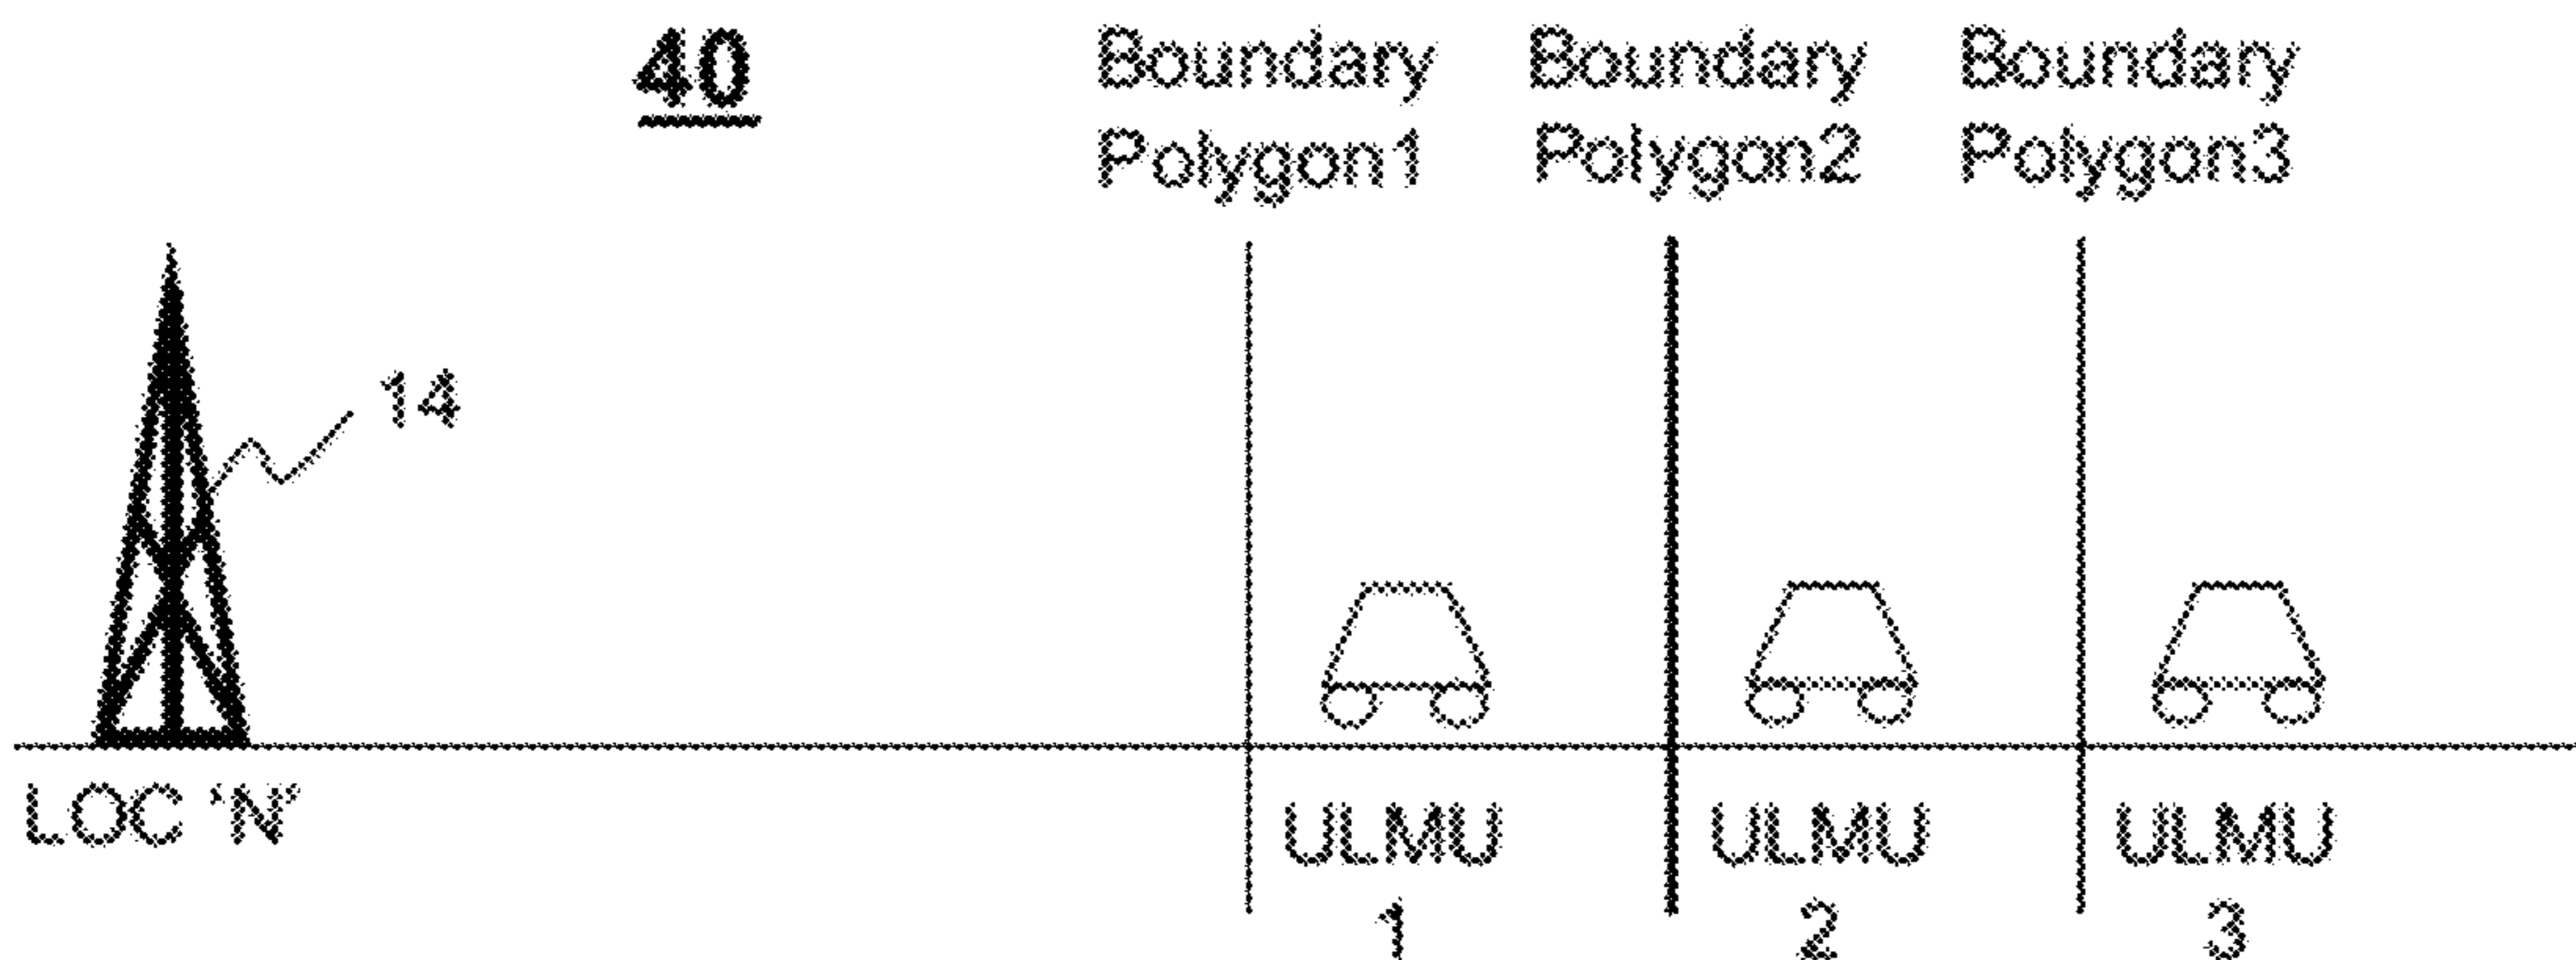 40
Boundary
Polygon1
Boundary
Polygon2
Boundary
Polygon3
14
LOC 'N'
ULMU
1
ULMU
2
ULMU
3